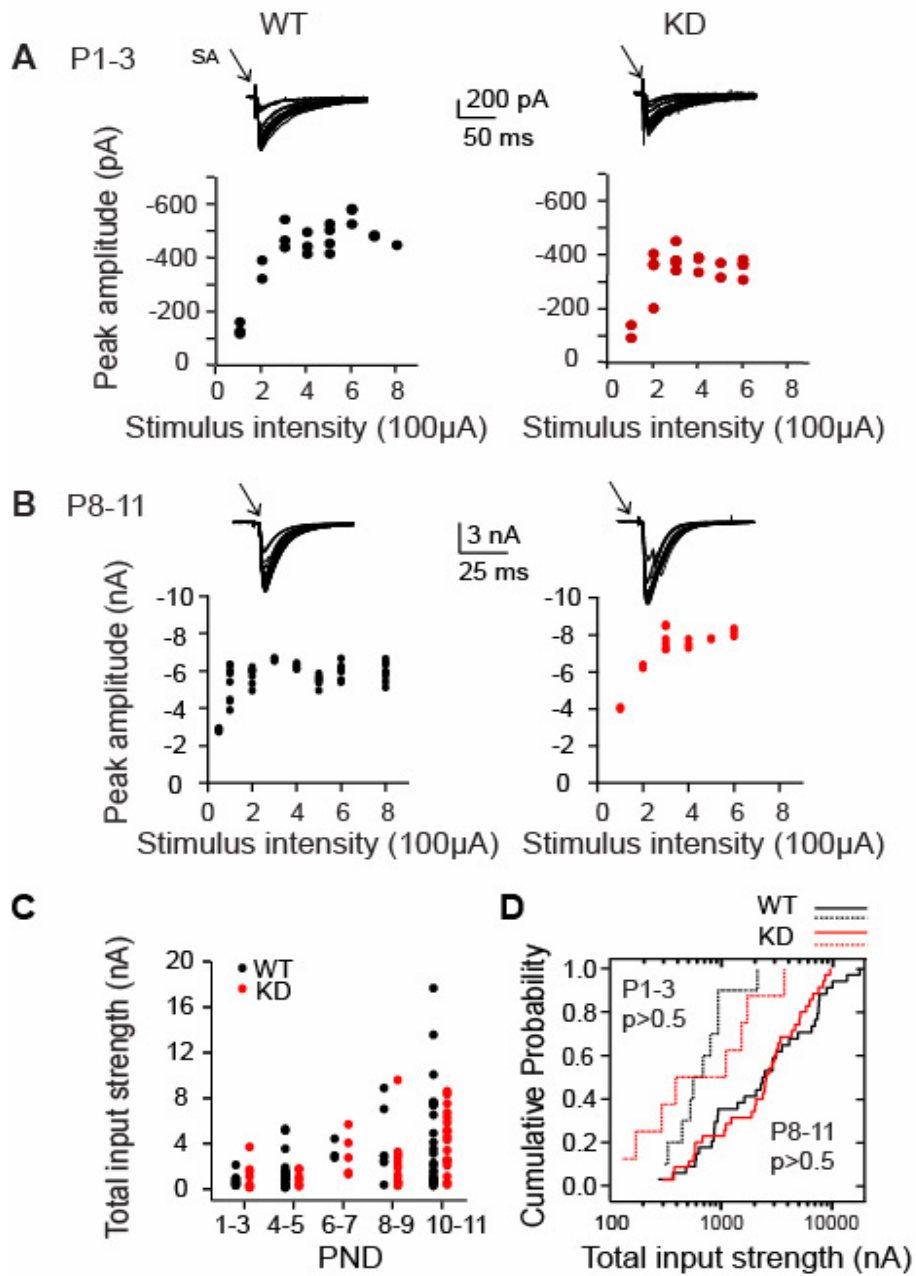 WT KD
A P1-3
SA
200 pA
50 ms
Peak amplitude (pA)
-600
-400
-200
0
0 2 4 6 8
Stimulus intensity (100µA)
-600
-400
-200
0
0 2 4 6 8
Stimulus intensity (100µA)
B P8-11
3 nA
25 ms
Peak amplitude (nA)
-10
-8
-6
-4
-2
0
0 2 4 6 8
Stimulus intensity (100µA)
-10
-8
-6
-4
-2
0
0 2 4 6 8
Stimulus intensity (100µA)
C
Total input strength (nA)
20
16
12
8
4
0
WT
KD
1-3 4-5 6-7 8-9 10-11
PND
D
WT
KD
Cumulative Probability
1.0
0.8
0.6
0.4
0.2
0.0
P1-3
p>0.5
P8-11
p>0.5
100 1000 10000
Total input strength (nA)